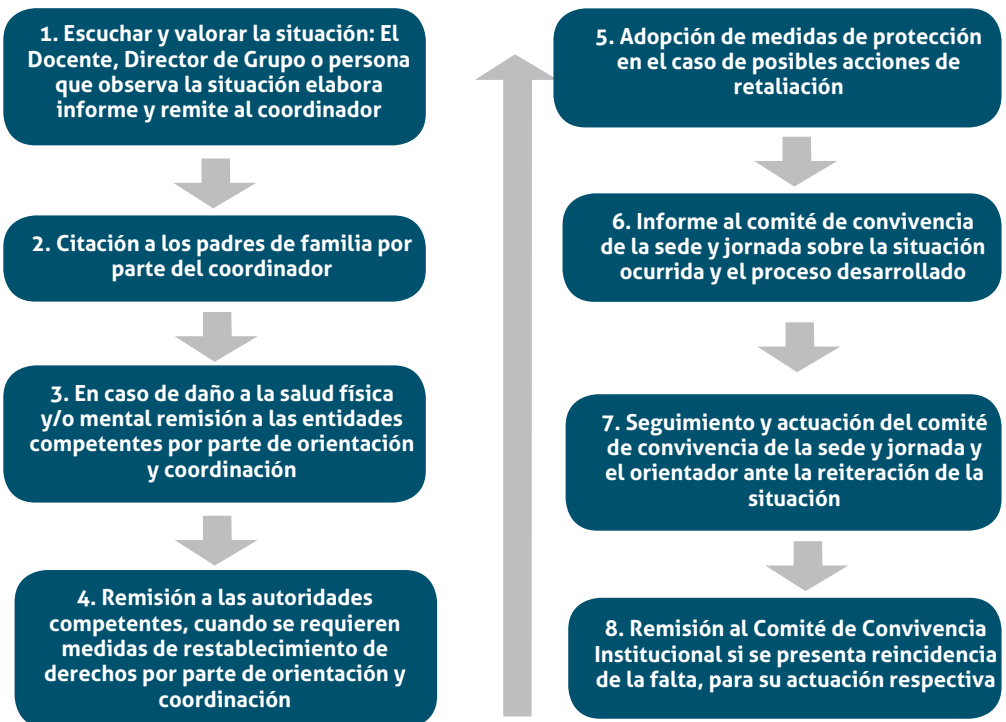 1. Escuchar y valorar la situación: El
Docente, Director de Grupo o persona
que observa la situación elabora
informe y remite al coordinador
2. Citación a los padres de familia por
parte del coordinador
3. En caso de daño a la salud física
y/o mental remisión a las entidades
competentes por parte de orientación
y coordinación
4. Remisión a las autoridades
competentes, cuando se requieren
medidas de restablecimiento de
derechos por parte de orientación y
coordinación
5. Adopción de medidas de protección
en el caso de posibles acciones de
retaliación
6. Informe al comité de convivencia
de la sede y jornada sobre la situación
ocurrida y el proceso desarrollado
7. Seguimiento y actuación del comité
de convivencia de la sede y jornada y
el orientador ante la reiteración de la
situación
8. Remisión al Comité de Convivencia
Institucional si se presenta reincidencia
de la falta, para su actuación respectiva